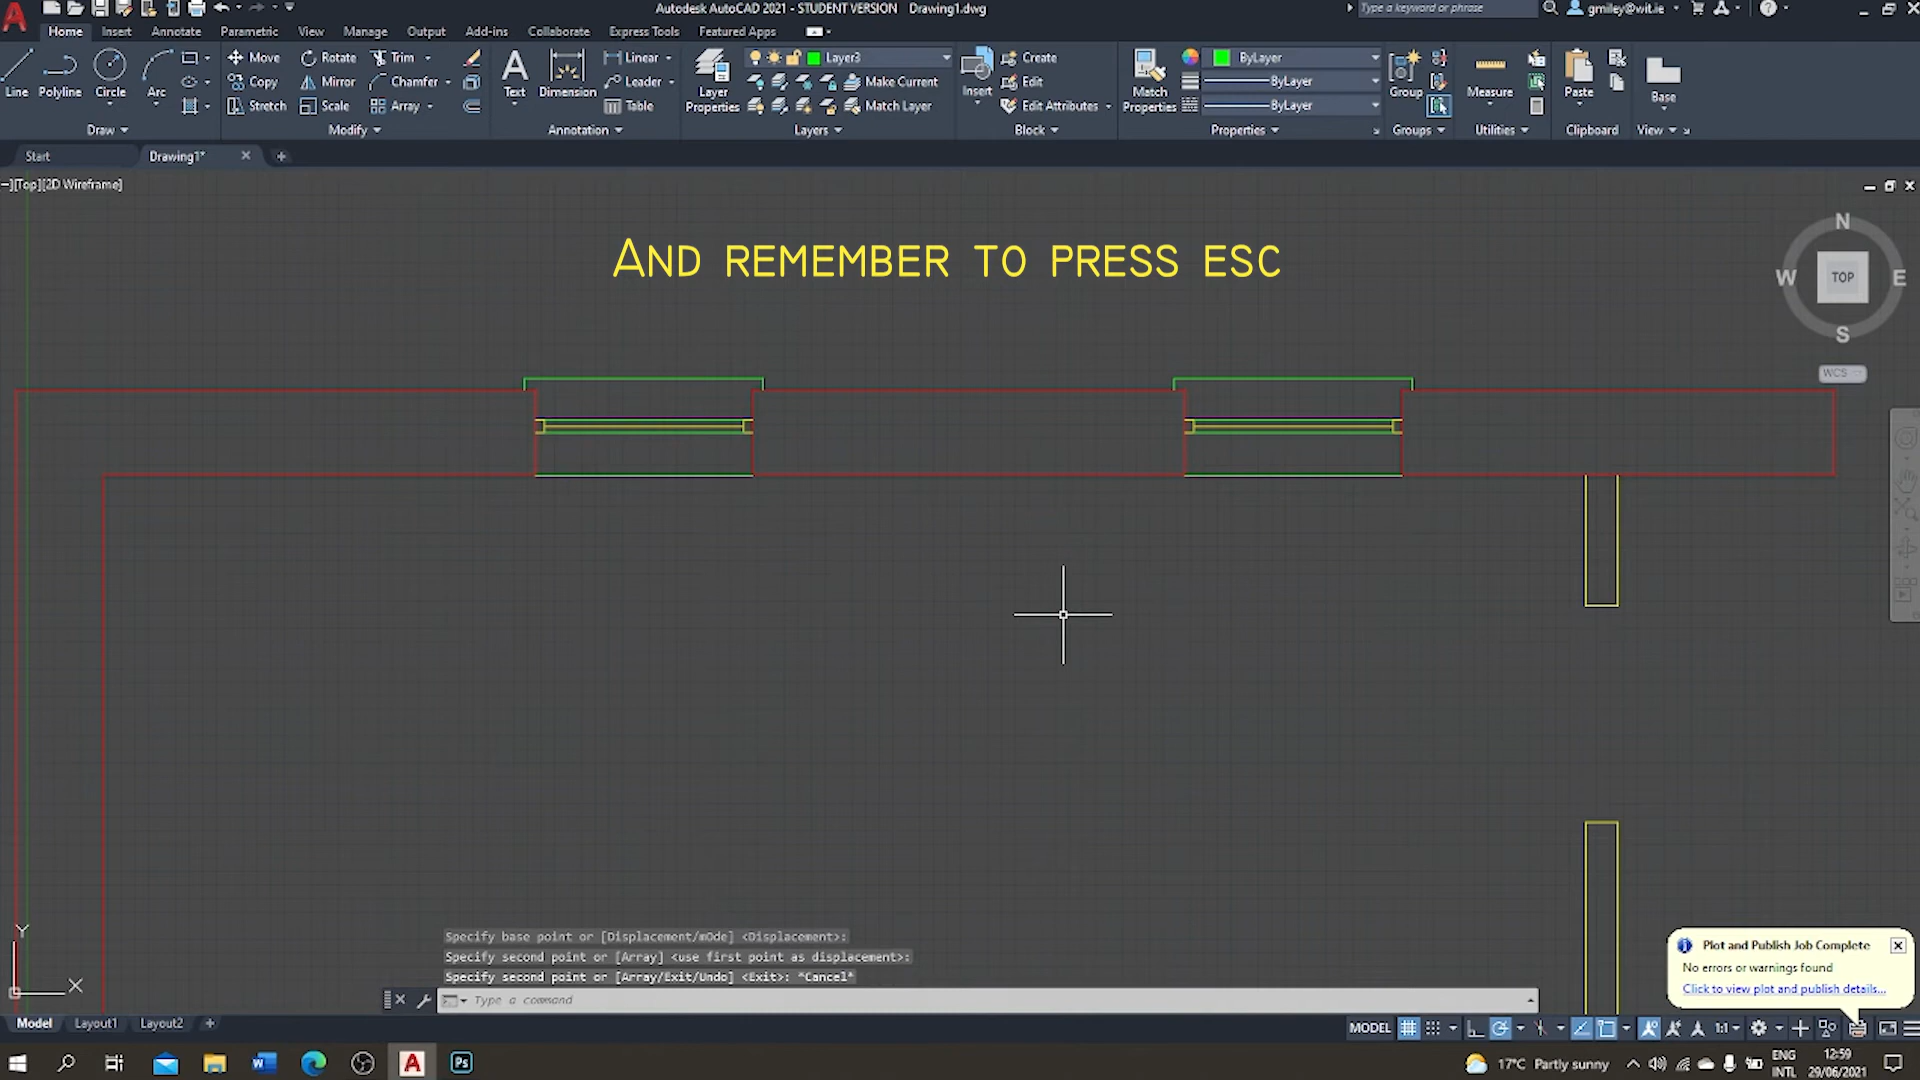 Autodesk AutoCAD 2021 - STUDENT VERSION Drawing1.dwg
Type a keyword or phrase
gmiley@wit.ie
Home Insert Annotate Parametric View Manage Output Add-ins Collaborate Express Tools Featured Apps
Move Rotate Trim Linear Layer3 Create ByLayer
Copy Mirror Chamfer Leader Make Current Edit ByLayer
Stretch Scale Array Table Match Layer Edit Attributes ByLayer
Line Polyline Circle Arc Text Dimension Layer Properties Insert Match Properties Group Measure Paste Base
Draw Modify Annotation Layers Block Properties Groups Utilities Clipboard View
Start Drawing1*
[Top][2D Wireframe]
AND REMEMBER TO PRESS ESC
N
W TOP E
S
WCS
Y
X
Specify base point or [Displacement/mOde] <Displacement>:
Specify second point or [Array] <use first point as displacement>:
Specify second point or [Array/Exit/Undo] <Exit>: *Cancel*
Type a command
Plot and Publish Job Complete
No errors or warnings found
Click to view plot and publish details...
Model Layout1 Layout2
MODEL 1:1
17°C Partly sunny
ENG
INTL
12:59
29/06/2021